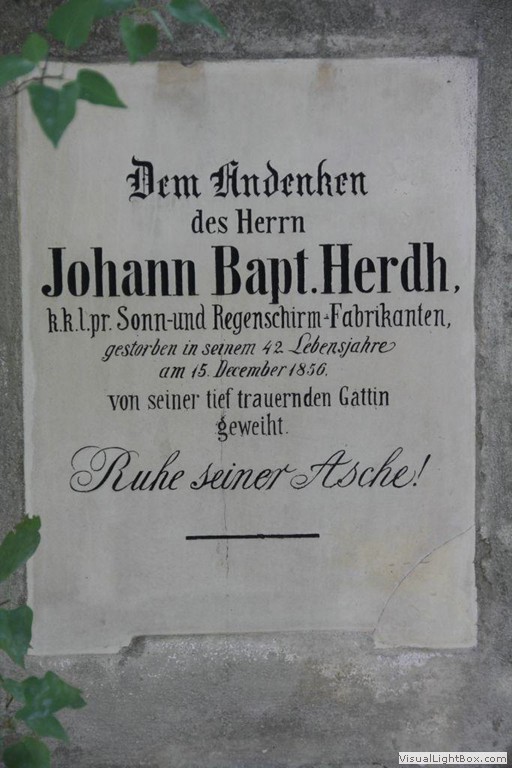 Dem Andenken
des Herrn
Johann Bapt. Herdh,
k.k.l.pr. Sonn-und Regenschirm-Fabrikanten,
gestorben in seinem 42. Lebensjahre
am 15. December 1856.
von seiner tief trauernden Gattin
geweiht.
Ruhe seiner Asche!
VisualLightBox.com